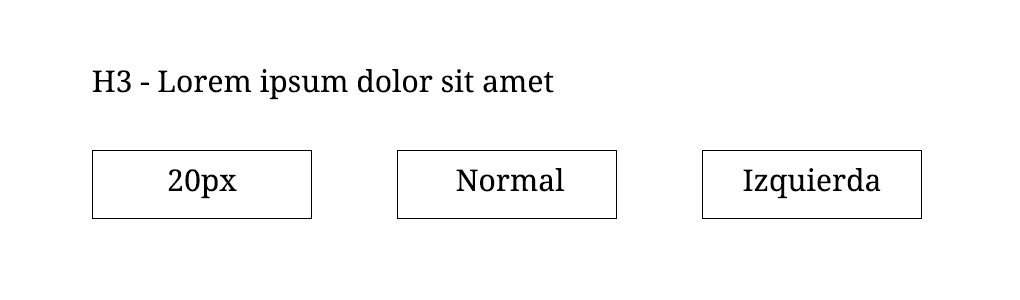 H3 - Lorem ipsum dolor sit amet
20px
Normal
Izquierda